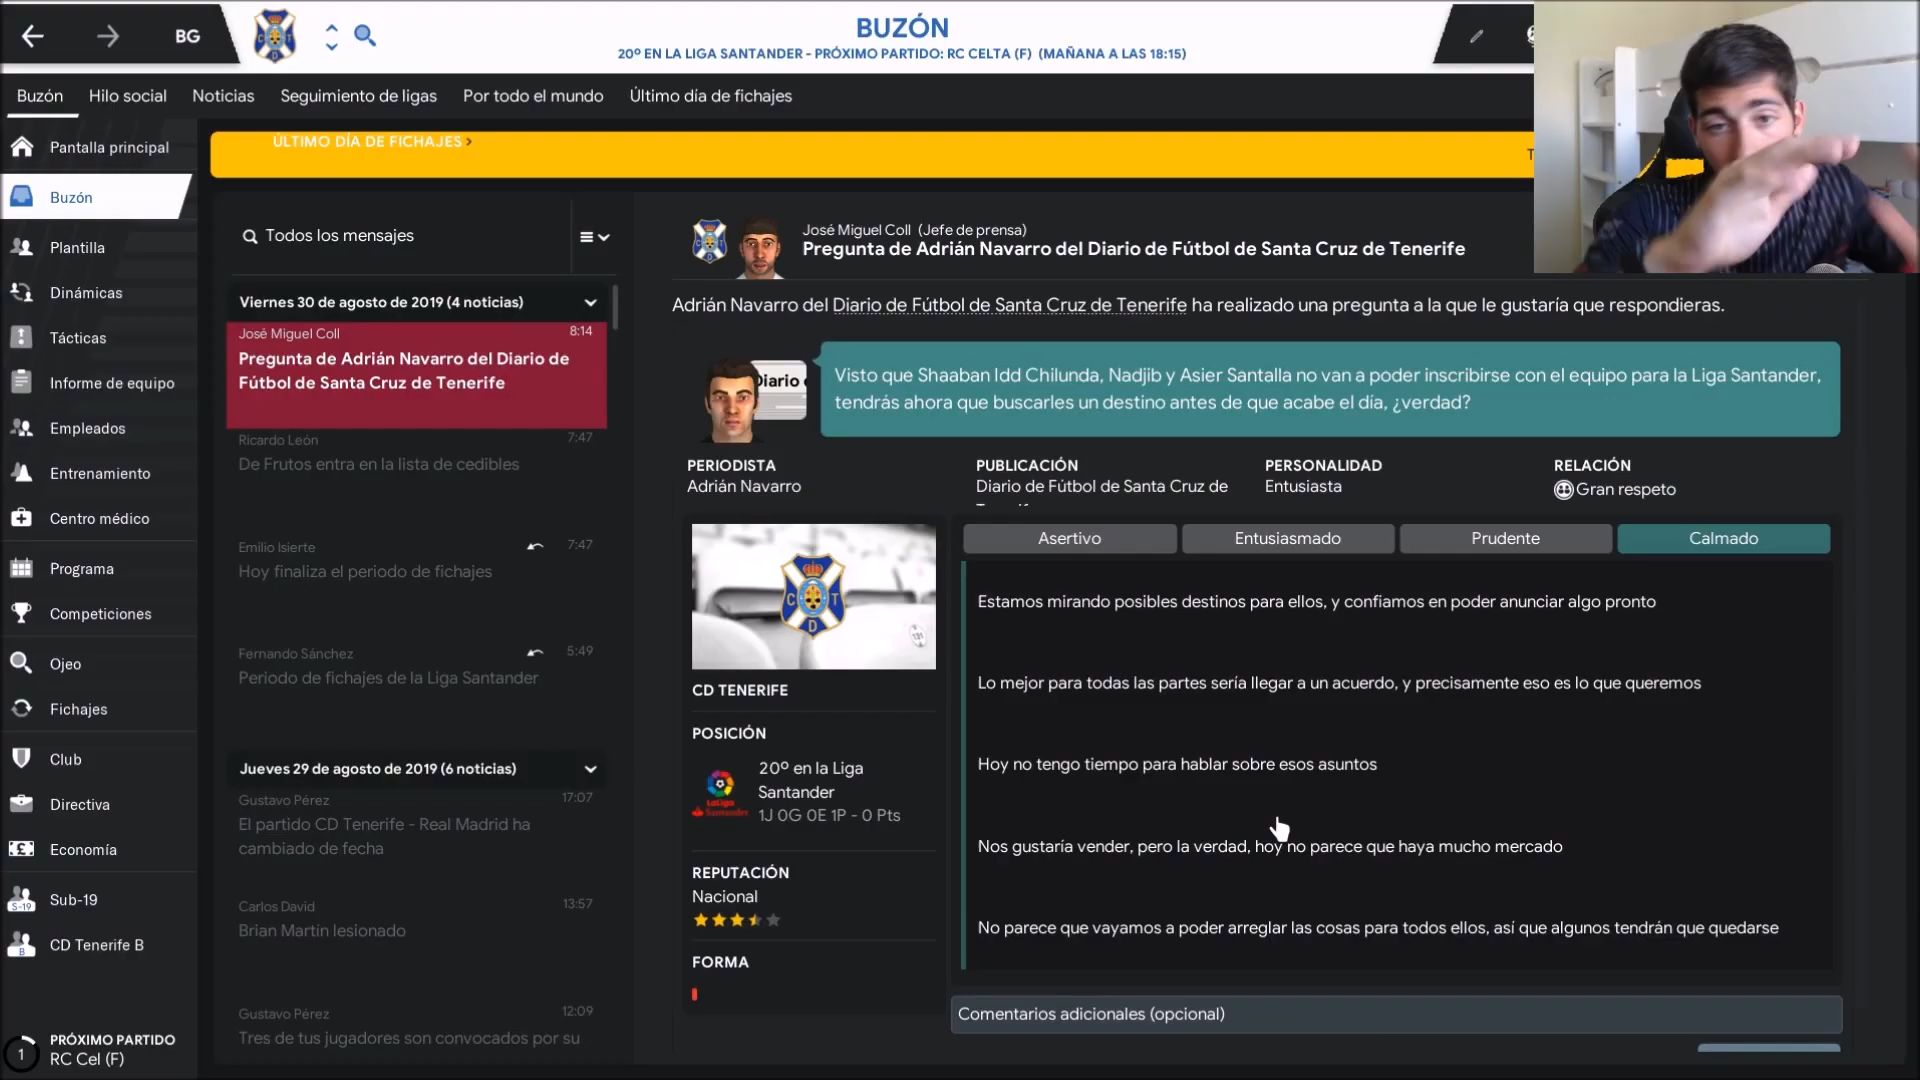 BG
BUZÓN
20º EN LA LIGA SANTANDER - PRÓXIMO PARTIDO: RC CELTA (F) (MAÑANA A LAS 18:15)
Buzón
Hilo social
Noticias
Seguimiento de ligas
Por todo el mundo
Último día de fichajes
Pantalla principal
Buzón
Plantilla
Dinámicas
Tácticas
Informe de equipo
Empleados
Entrenamiento
Centro médico
Programa
Competiciones
Ojeo
Fichajes
Club
Directiva
Economía
Sub-19
CD Tenerife B
PRÓXIMO PARTIDO
1
RC Cel (F)
ÚLTIMO DÍA DE FICHAJES >
Todos los mensajes
Viernes 30 de agosto de 2019 (4 noticias)
José Miguel Coll 8:14
Pregunta de Adrián Navarro del Diario de
Fútbol de Santa Cruz de Tenerife
Ricardo León 7:47
De Frutos entra en la lista de cedibles
Emilio Isierte 7:47
Hoy finaliza el periodo de fichajes
Fernando Sánchez 5:49
Periodo de fichajes de la Liga Santander
Jueves 29 de agosto de 2019 (6 noticias)
Gustavo Pérez 17:07
El partido CD Tenerife - Real Madrid ha
cambiado de fecha
Carlos David 13:57
Brian Martín lesionado
Gustavo Pérez 12:09
Tres de tus jugadores son convocados por su
José Miguel Coll (Jefe de prensa)
Pregunta de Adrián Navarro del Diario de Fútbol de Santa Cruz de Tenerife
Adrián Navarro del Diario de Fútbol de Santa Cruz de Tenerife ha realizado una pregunta a la que le gustaría que respondieras.
Visto que Shaaban Idd Chilunda, Nadjib y Asier Santalla no van a poder inscribirse con el equipo para la Liga Santander,
tendrás ahora que buscarles un destino antes de que acabe el día, ¿verdad?
PERIODISTA
Adrián Navarro
PUBLICACIÓN
Diario de Fútbol de Santa Cruz de
PERSONALIDAD
Entusiasta
RELACIÓN
Gran respeto
CD TENERIFE
POSICIÓN
20º en la Liga
Santander
1J 0G 0E 1P - 0 Pts
REPUTACIÓN
Nacional
FORMA
Asertivo
Entusiasmado
Prudente
Calmado
Estamos mirando posibles destinos para ellos, y confiamos en poder anunciar algo pronto
Lo mejor para todas las partes sería llegar a un acuerdo, y precisamente eso es lo que queremos
Hoy no tengo tiempo para hablar sobre esos asuntos
Nos gustaría vender, pero la verdad, hoy no parece que haya mucho mercado
No parece que vayamos a poder arreglar las cosas para todos ellos, así que algunos tendrán que quedarse
Comentarios adicionales (opcional)